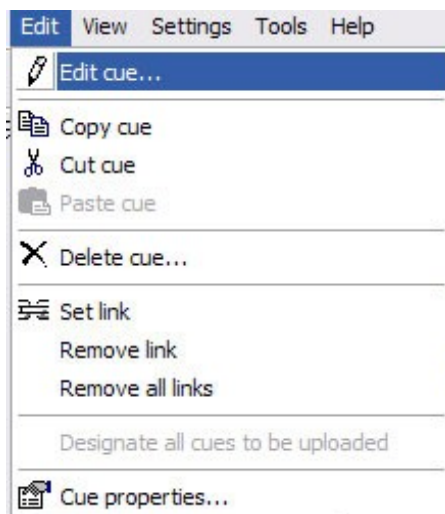 Edit View Settings Tools Help
Edit cue...
Copy cue
Cut cue
Paste cue
Delete cue...
Set link
Remove link
Remove all links
Designate all cues to be uploaded
Cue properties...